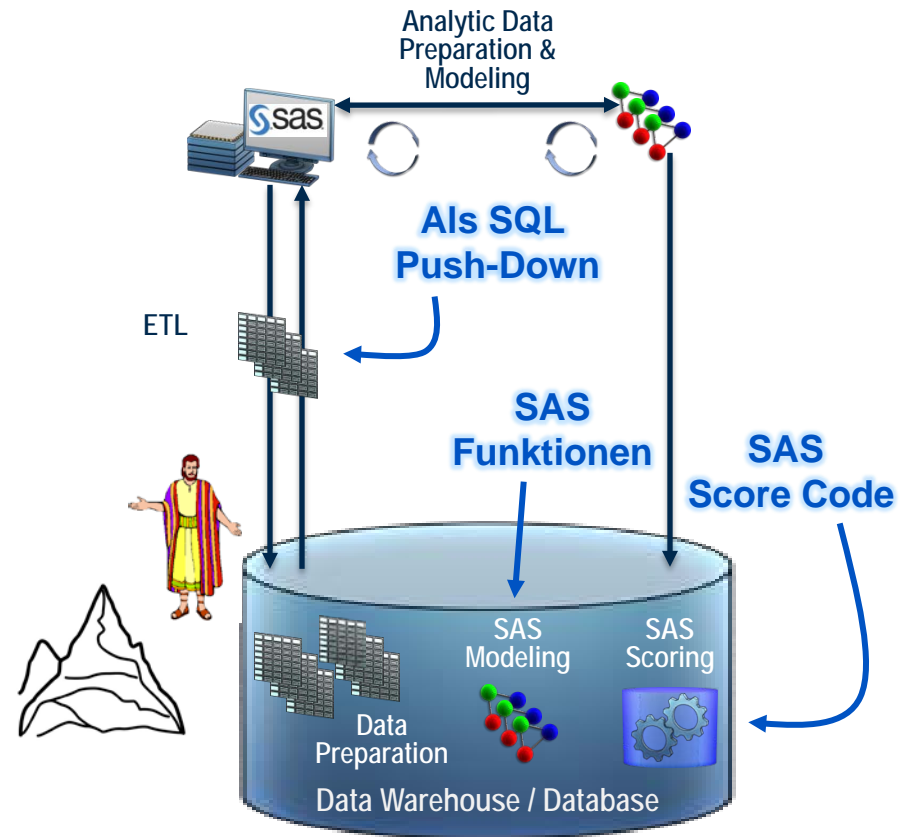 Analytic Data
Preparation &
Modeling
sas
Als SQL
Push-Down
ETL
SAS
Funktionen
SAS
Score Code
SAS
Modeling
SAS
Scoring
Data
Preparation
Data Warehouse / Database